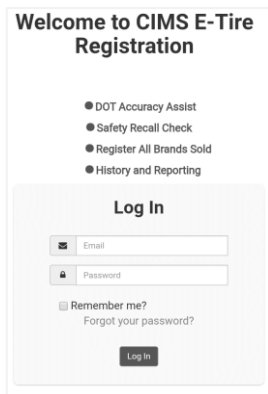 Welcome to CIMS E-Tire
Registration
DOT Accuracy Assist
Safety Recall Check
Register All Brands Sold
History and Reporting
Log In
Email
Password
Remember me?
Forgot your password?
Log In